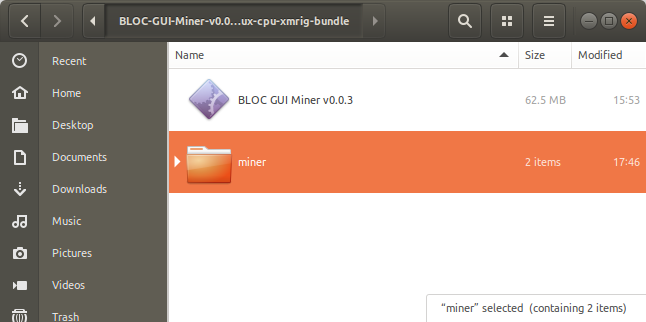 BLOC-GUI-Miner-v0.0...ux-cpu-xmrig-bundle
Recent
Home
Desktop
Documents
Downloads
Music
Pictures
Videos
Trash
Name Size Modified
BLOC GUI Miner v0.0.3 62.5 MB 15:53
miner 2 items 17:46
“miner” selected (containing 2 items)